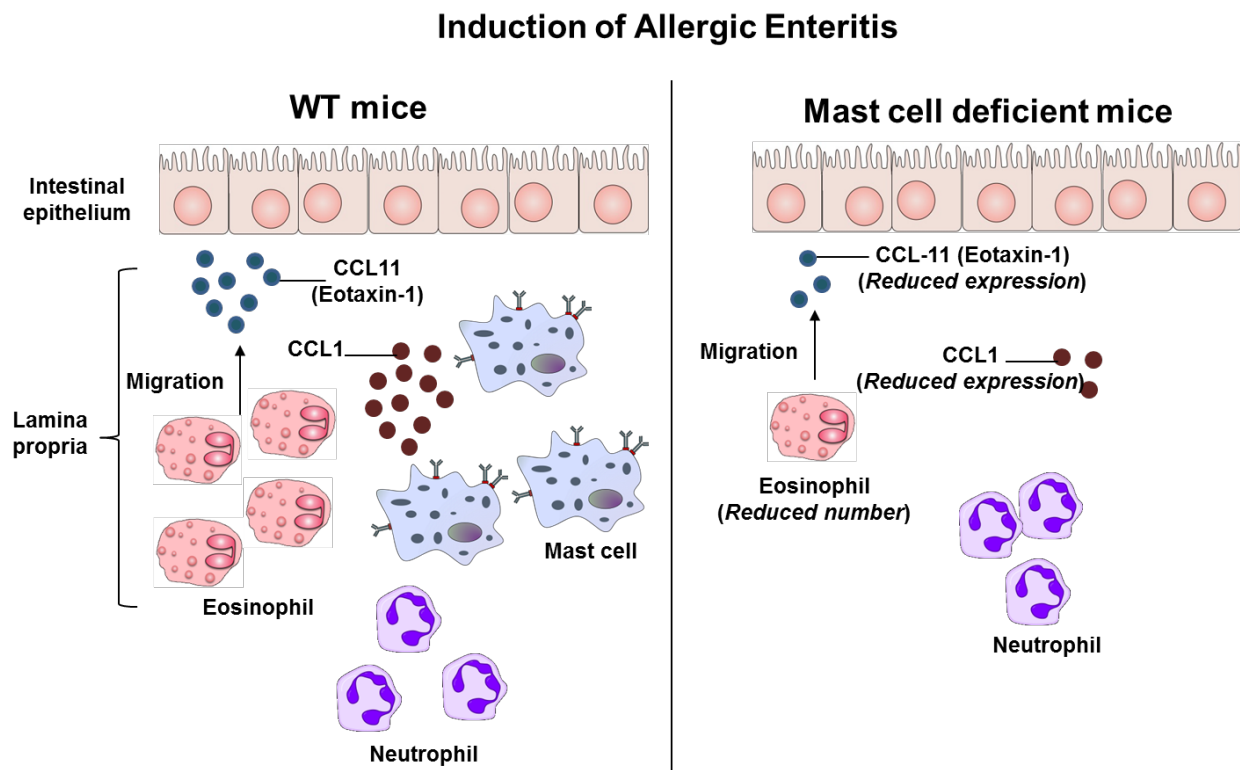 Induction of Allergic Enteritis
WT mice
Intestinal
epithelium
CCL11
(Eotaxin-1)
CCL1
Migration
Lamina
propria
Mast cell
Eosinophil
Neutrophil
Mast cell deficient mice
CCL-11 (Eotaxin-1)
(Reduced expression)
Migration
CCL1
(Reduced expression)
Eosinophil
(Reduced number)
Neutrophil